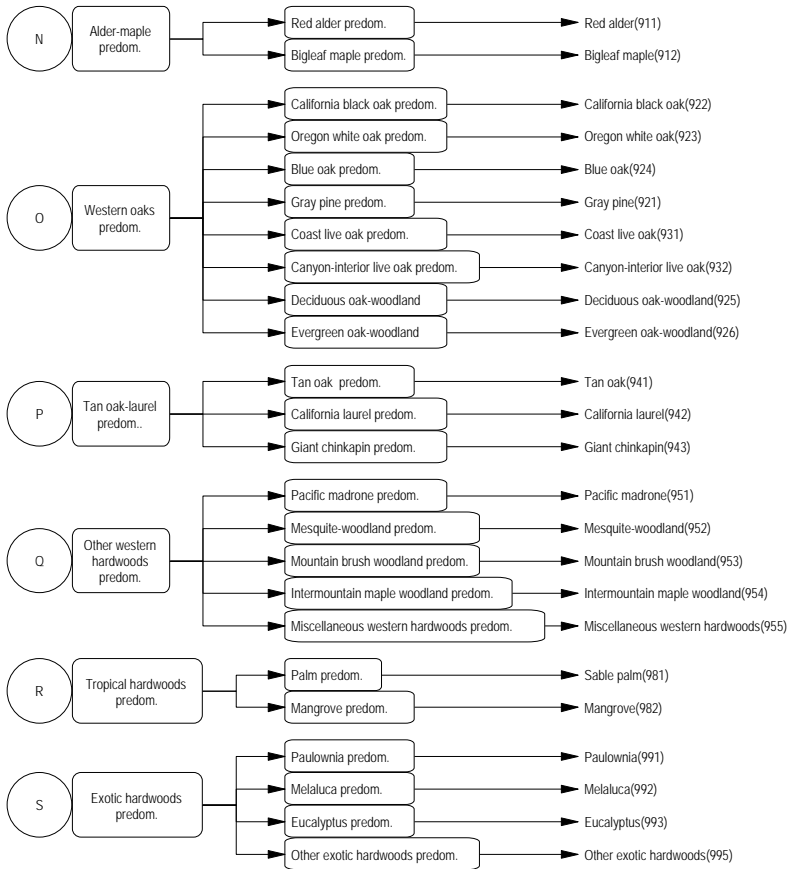 N
Alder-maple
predom.
Red alder predom.
Red alder(911)
Bigleaf maple predom.
Bigleaf maple(912)
O
Western oaks
predom.
California black oak predom.
California black oak(922)
Oregon white oak predom.
Oregon white oak(923)
Blue oak predom.
Blue oak(924)
Gray pine predom.
Gray pine(921)
Coast live oak predom.
Coast live oak(931)
Canyon-interior live oak predom.
Canyon-interior live oak(932)
Deciduous oak-woodland
Deciduous oak-woodland(925)
Evergreen oak-woodland
Evergreen oak-woodland(926)
P
Tan oak-laurel
predom..
Tan oak  predom.
Tan oak(941)
California laurel predom.
California laurel(942)
Giant chinkapin predom.
Giant chinkapin(943)
Q
Other western
hardwoods
predom.
Pacific madrone predom.
Pacific madrone(951)
Mesquite-woodland predom.
Mesquite-woodland(952)
Mountain brush woodland predom.
Mountain brush woodland(953)
Intermountain maple woodland predom.
Intermountain maple woodland(954)
Miscellaneous western hardwoods predom.
Miscellaneous western hardwoods(955)
R
Tropical hardwoods
predom.
Palm predom.
Sable palm(981)
Mangrove predom.
Mangrove(982)
S
Exotic hardwoods
predom.
Paulownia predom.
Paulownia(991)
Melaluca predom.
Melaluca(992)
Eucalyptus predom.
Eucalyptus(993)
Other exotic hardwoods predom.
Other exotic hardwoods(995)